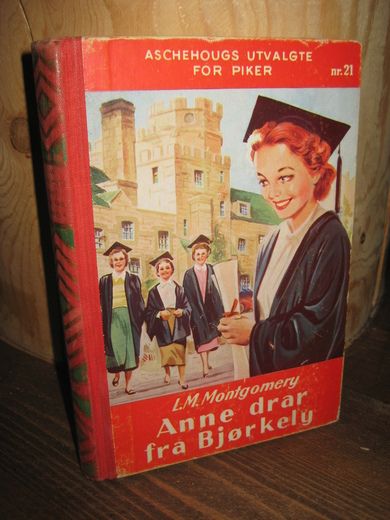 ASCHEHOUGS UTVALGTE
FOR PIKER
nr. 21
L.M. Montgomery
Anne drar
fra Bjørkely